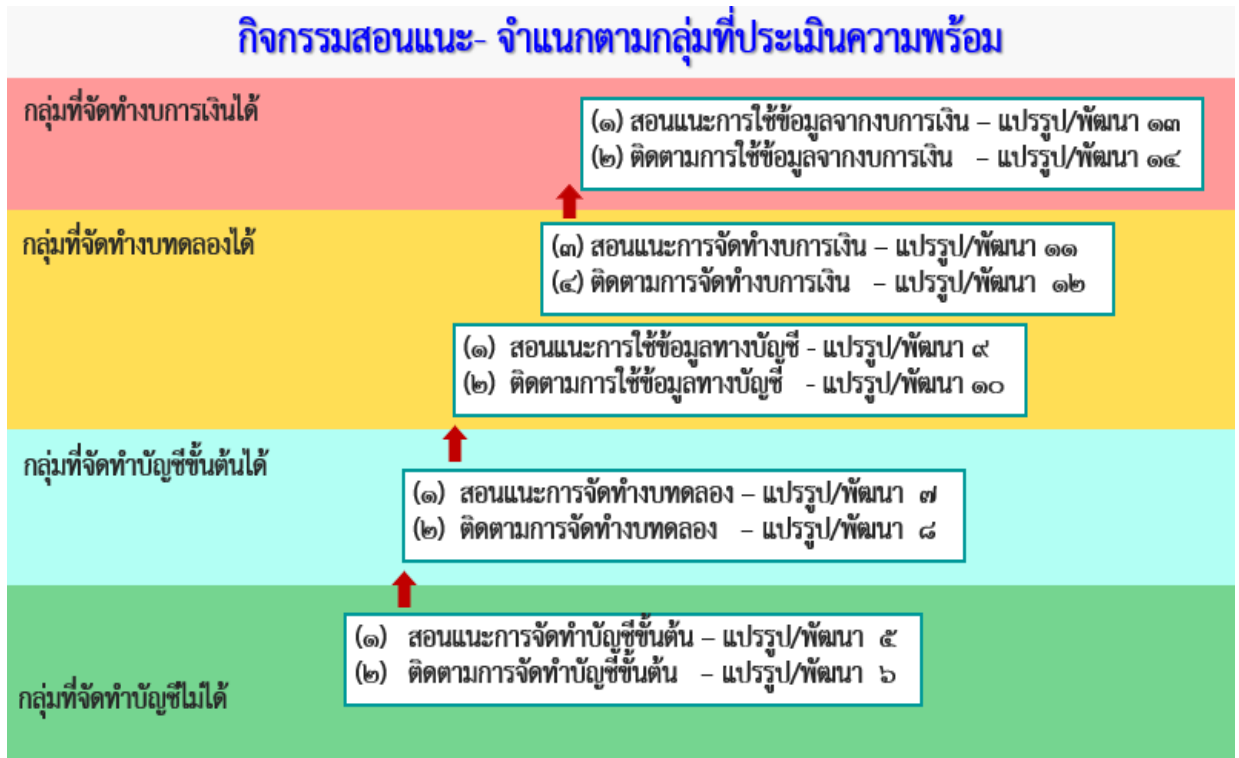 กิจกรรมสอนแนะ- จำแนกตามกลุ่มที่ประเมินความพร้อม
กลุ่มที่จัดทำงบการเงินได้
(๑) สอนแนะการใช้ข้อมูลจากงบการเงิน – แปรรูป/พัฒนา ๑๓
(๒) ติดตามการใช้ข้อมูลจากงบการเงิน – แปรรูป/พัฒนา ๑๔
กลุ่มที่จัดทำงบทดลองได้
(๓) สอนแนะการจัดทำงบการเงิน – แปรรูป/พัฒนา ๑๑
(๔) ติดตามการจัดทำงบการเงิน – แปรรูป/พัฒนา ๑๒
(๑) สอนแนะการใช้ข้อมูลทางบัญชี - แปรรูป/พัฒนา ๙
(๒) ติดตามการใช้ข้อมูลทางบัญชี - แปรรูป/พัฒนา ๑๐
กลุ่มที่จัดทำบัญชีขั้นต้นได้
(๑) สอนแนะการจัดทำงบทดลอง – แปรรูป/พัฒนา ๗
(๒) ติดตามการจัดทำงบทดลอง – แปรรูป/พัฒนา ๘
(๑) สอนแนะการจัดทำบัญชีขั้นต้น – แปรรูป/พัฒนา ๕
(๒) ติดตามการจัดทำบัญชีขั้นต้น – แปรรูป/พัฒนา ๖
กลุ่มที่จัดทำบัญชีไม่ได้